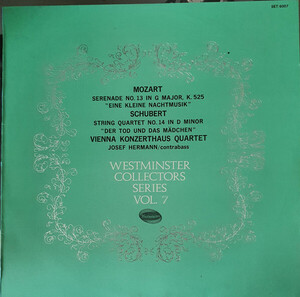 MOZART
SERENADE NO. 13 IN G MAJOR, K. 525
"EINE KLEINE NACHTMUSIK"
SCHUBERT
STRING QUARTET NO. 14 IN D MINOR
"DER TOD UND DAS MÄDCHEN"
VIENNA KONZERTHAUS QUARTET
JOSEF HERMANN/contrabass
WESTMINSTER
COLLECTORS
SERIES
VOL. 7